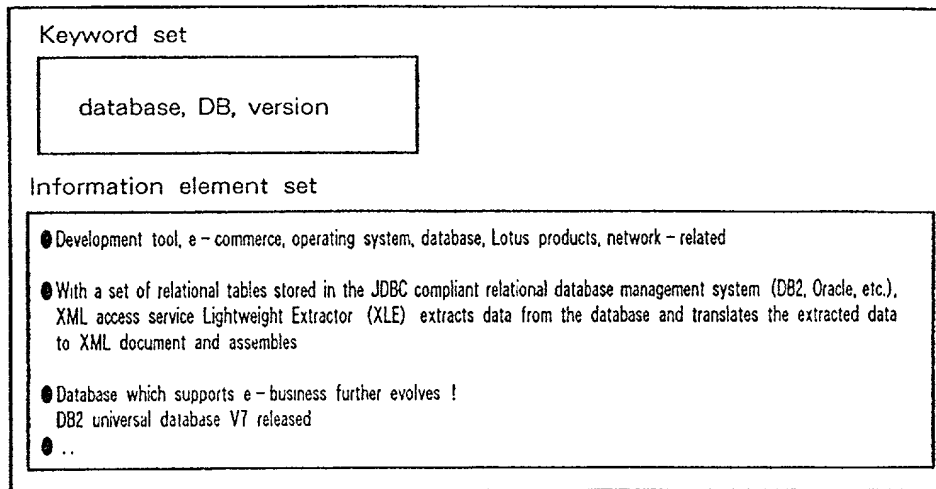 Keyword set
database, DB, version
Information element set
● Development tool, e – commerce, operating system, database, Lotus products, network – related
● With a set of relational tables stored in the JDBC compliant relational database management system (DB2, Oracle, etc.),
XML access service Lightweight Extractor (XLE) extracts data from the database and translates the extracted data
to XML document and assembles
● Database which supports e – business further evolves !
DB2 universal database V7 released
● ..